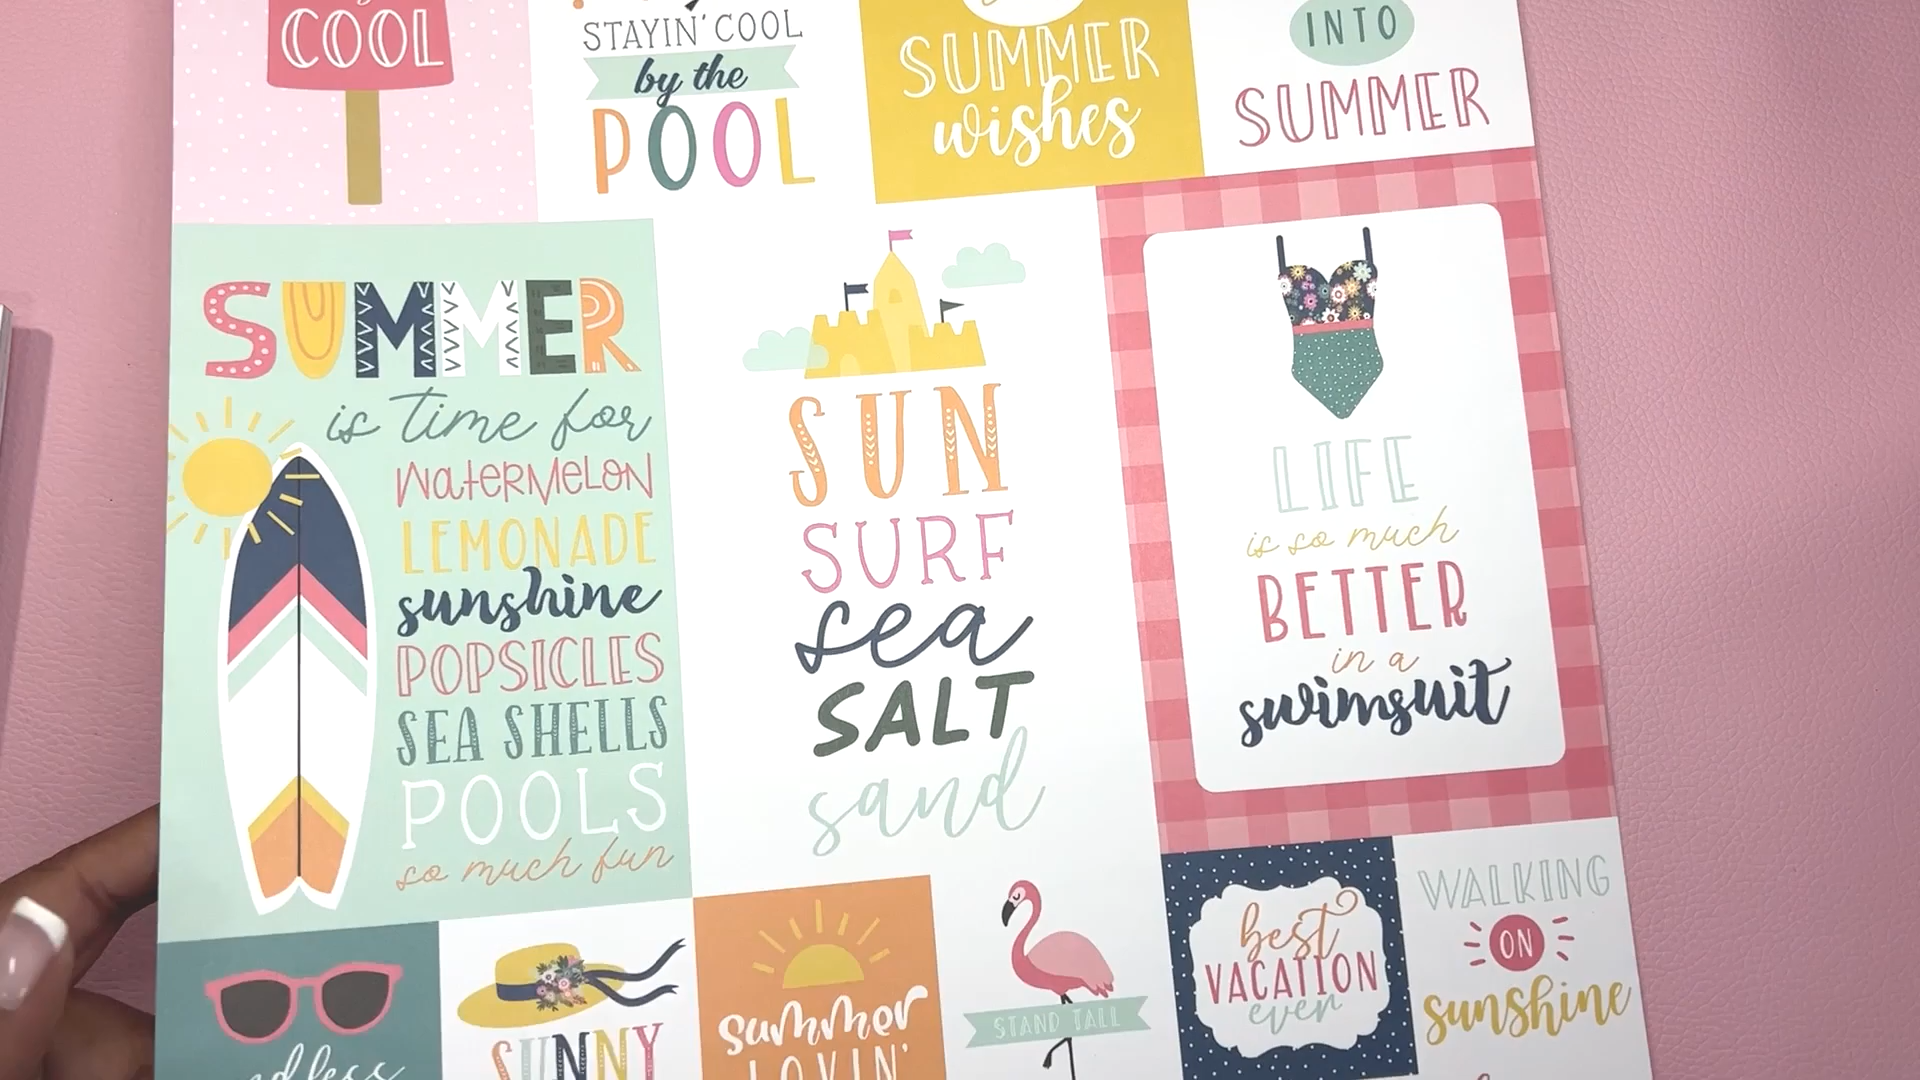 COOL
STAYIN' COOL
by the
POOL
SUMMER
wishes
INTO
SUMMER
SUMMER
is time for
WATERMELON
LEMONADE
sunshine
POPSICLES
SEA SHELLS
POOLS
so much fun
SUN
SURF
sea
SALT
sand
LIFE
is so much
BETTER
in a
swimsuit
SUNNY
summer
LOVIN'
STAND TALL
best
VACATION
ever
WALKING
ON
sunshine